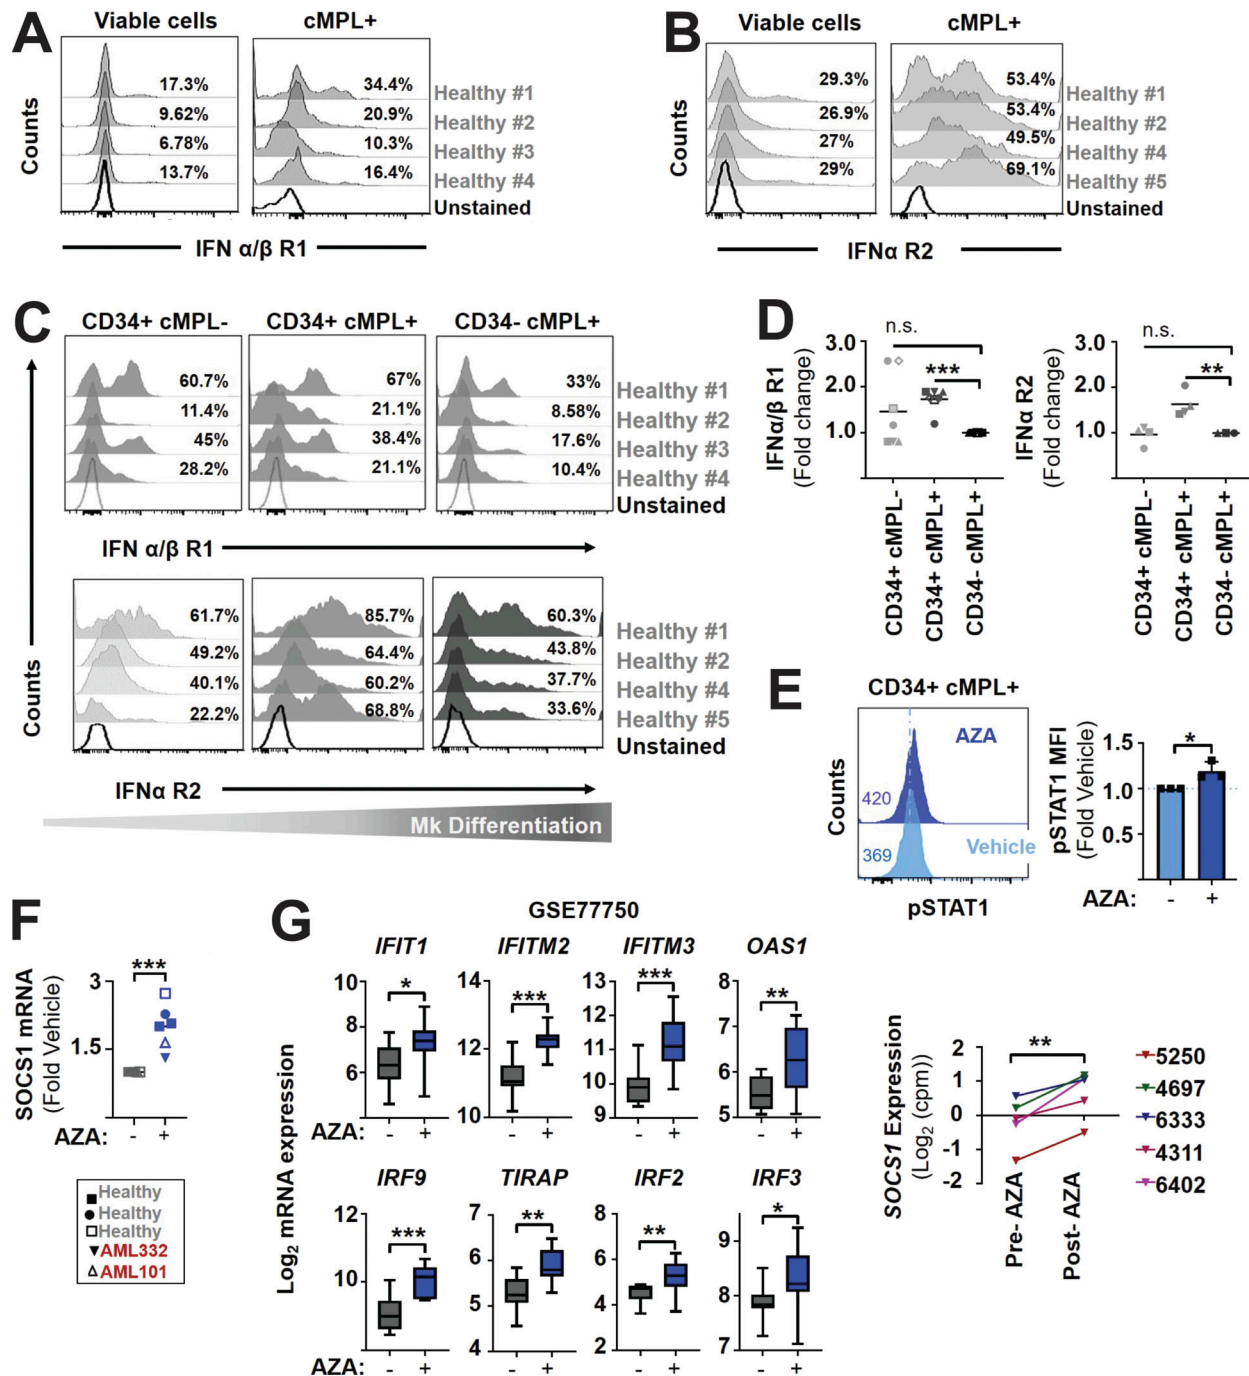 A
Viable cells
cMPL+
Counts
17.3%
9.62%
6.78%
13.7%
34.4%
20.9%
10.3%
16.4%
Healthy #1
Healthy #2
Healthy #3
Healthy #4
Unstained
IFN α/β R1
B
Viable cells
cMPL+
Counts
29.3%
26.9%
27%
29%
53.4%
53.4%
49.5%
69.1%
Healthy #1
Healthy #2
Healthy #4
Healthy #5
Unstained
IFNα R2
C
CD34+ cMPL-
CD34+ cMPL+
CD34- cMPL+
60.7%
11.4%
45%
28.2%
67%
21.1%
38.4%
21.1%
33%
8.58%
17.6%
10.4%
Healthy #1
Healthy #2
Healthy #3
Healthy #4
Unstained
IFN α/β R1
Counts
61.7%
49.2%
40.1%
22.2%
85.7%
64.4%
60.2%
68.8%
60.3%
43.8%
37.7%
33.6%
Healthy #1
Healthy #2
Healthy #4
Healthy #5
Unstained
IFNα R2
Mk Differentiation
D
IFNα/β R1
(Fold change)
3.0
2.0
1.0
n.s.
***
CD34+ cMPL-
CD34+ cMPL+
CD34- cMPL+
IFNα R2
(Fold change)
3.0
2.0
1.0
n.s.
**
CD34+ cMPL-
CD34+ cMPL+
CD34- cMPL+
E
CD34+ cMPL+
Counts
AZA
420
Vehicle
369
pSTAT1
pSTAT1 MFI
(Fold Vehicle)
1.5
1.0
0.5
*
AZA: - +
F
SOCS1 mRNA
(Fold Vehicle)
3
1.5
***
AZA: - +
Healthy
Healthy
Healthy
AML332
AML101
G
GSE77750
Log2 mRNA expression
IFIT1
10
8
6
*
AZA: - +
IFITM2
14
12
10
***
- +
IFITM3
13
12
11
10
9
***
- +
OAS1
8
7
6
5
**
- +
IRF9
12
10
***
AZA: - +
TIRAP
7
6
5
4
**
- +
IRF2
8
6
4
2
**
- +
IRF3
9
8
7
*
- +
SOCS1 Expression
(Log2 (cpm))
2
1
0
-1
-2
**
Pre- AZA
Post- AZA
5250
4697
6333
4311
6402